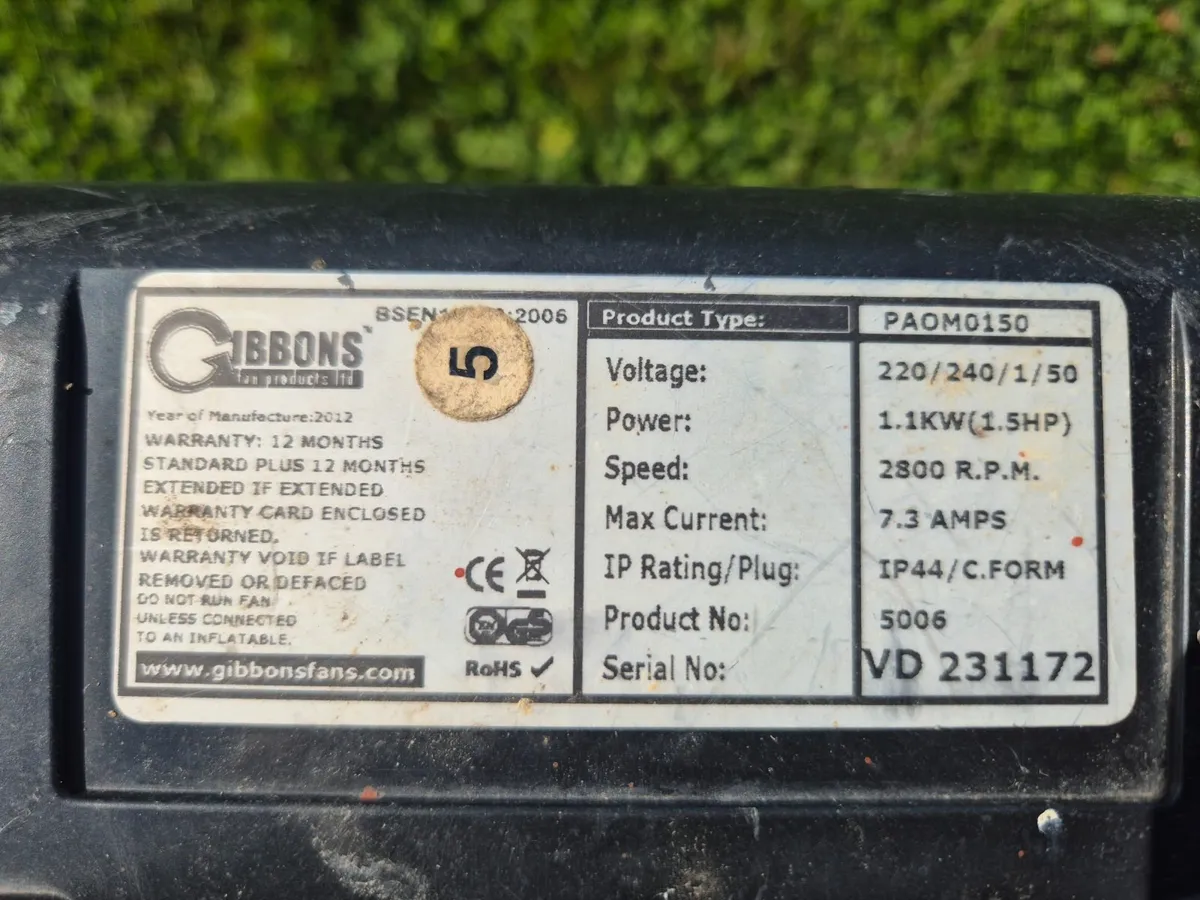 GIBBONS
fan products ltd
:2006
5
Year of Manufacture:2012
WARRANTY: 12 MONTHS
STANDARD PLUS 12 MONTHS
EXTENDED IF EXTENDED
WARRANTY CARD ENCLOSED
IS RETURNED.
WARRANTY VOID IF LABEL
REMOVED OR DEFACED
DO NOT RUN FAN
UNLESS CONNECTED
TO AN INFLATABLE.
www.gibbonsfans.com
CE
RoHS
Product Type: PAOM0150
Voltage: 220/240/1/50
Power: 1.1KW(1.5HP)
Speed: 2800 R.P.M.
Max Current: 7.3 AMPS
IP Rating/Plug: IP44/C.FORM
Product No: 5006
Serial No: VD 231172